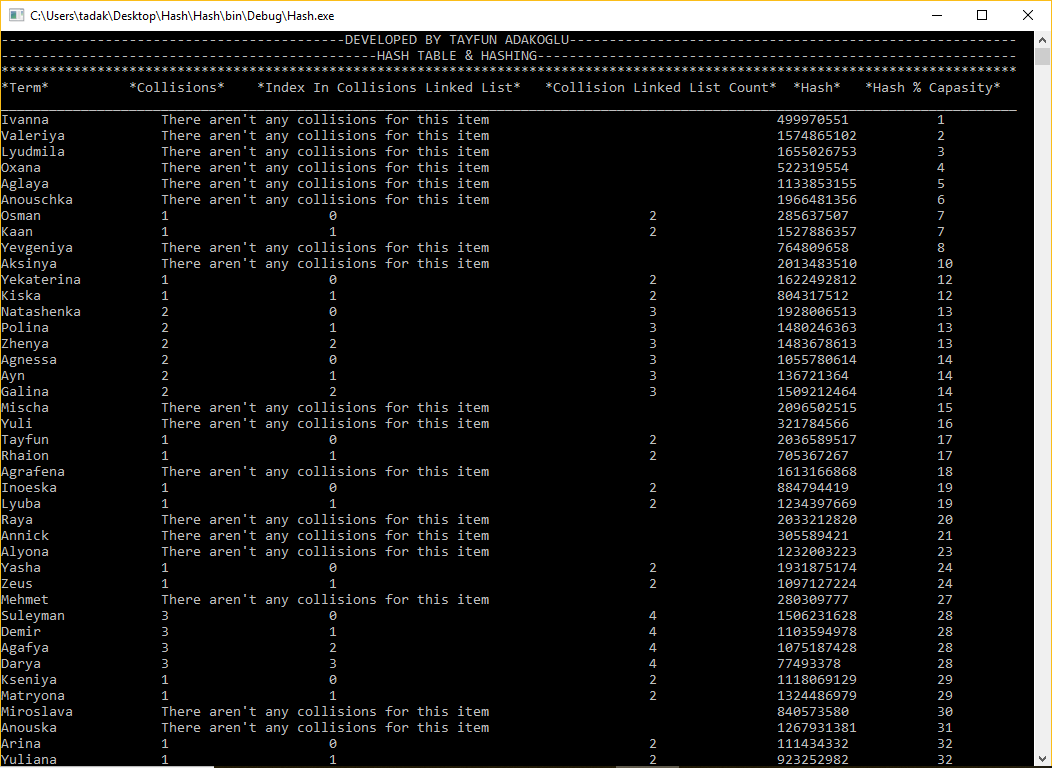 C:\Users\tadak\Desktop\Hash\Hash\bin\Debug\Hash.exe
-------------------------------------------DEVELOPED BY TAYFUN ADAKOGLU--------------------------------------------------------
-----------------------------------------------HASH TABLE & HASHING------------------------------------------------------------
*******************************************************************************************************************************
*Term* *Collisions* *Index In Collisions Linked List* *Collision Linked List Count* *Hash* *Hash % Capasity*
_______________________________________________________________________________________________________________________________
Ivanna There aren't any collisions for this item 499970551 1
Valeriya There aren't any collisions for this item 1574865102 2
Lyudmila There aren't any collisions for this item 1655026753 3
Oxana There aren't any collisions for this item 522319554 4
Aglaya There aren't any collisions for this item 1133853155 5
Anouschka There aren't any collisions for this item 1966481356 6
Osman 1 0 2 285637507 7
Kaan 1 1 2 1527886357 7
Yevgeniya There aren't any collisions for this item 764809658 8
Aksinya There aren't any collisions for this item 2013483510 10
Yekaterina 1 0 2 1622492812 12
Kiska 1 1 2 804317512 12
Natashenka 2 0 3 1928006513 13
Polina 2 1 3 1480246363 13
Zhenya 2 2 3 1483678613 13
Agnessa 2 0 3 1055780614 14
Ayn 2 1 3 136721364 14
Galina 2 2 3 1509212464 14
Mischa There aren't any collisions for this item 2096502515 15
Yuli There aren't any collisions for this item 321784566 16
Tayfun 1 0 2 2036589517 17
Rhaion 1 1 2 705367267 17
Agrafena There aren't any collisions for this item 1613166868 18
Inoeska 1 0 2 884794419 19
Lyuba 1 1 2 1234397669 19
Raya There aren't any collisions for this item 2033212820 20
Annick There aren't any collisions for this item 305589421 21
Alyona There aren't any collisions for this item 1232003223 23
Yasha 1 0 2 1931875174 24
Zeus 1 1 2 1097127224 24
Mehmet There aren't any collisions for this item 280309777 27
Suleyman 3 0 4 1506231628 28
Demir 3 1 4 1103594978 28
Agafya 3 2 4 1075187428 28
Darya 3 3 4 77493378 28
Kseniya 1 0 2 1118069129 29
Matryona 1 1 2 1324486979 29
Miroslava There aren't any collisions for this item 840573580 30
Anouska There aren't any collisions for this item 1267931381 31
Arina 1 0 2 111434332 32
Yuliana 1 1 2 923252982 32